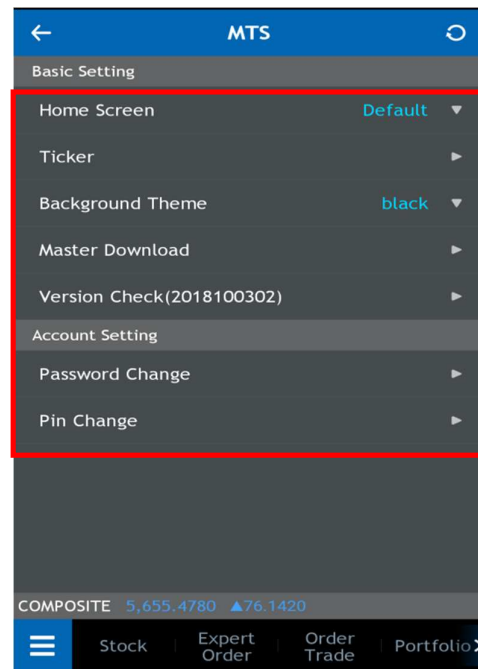 MTS
Basic Setting
Home Screen Default
Ticker
Background Theme black
Master Download
Version Check(2018100302)
Account Setting
Password Change
Pin Change
COMPOSITE 5,655.4780 ▲76.1420
Stock Expert Order Order Trade Portfolio